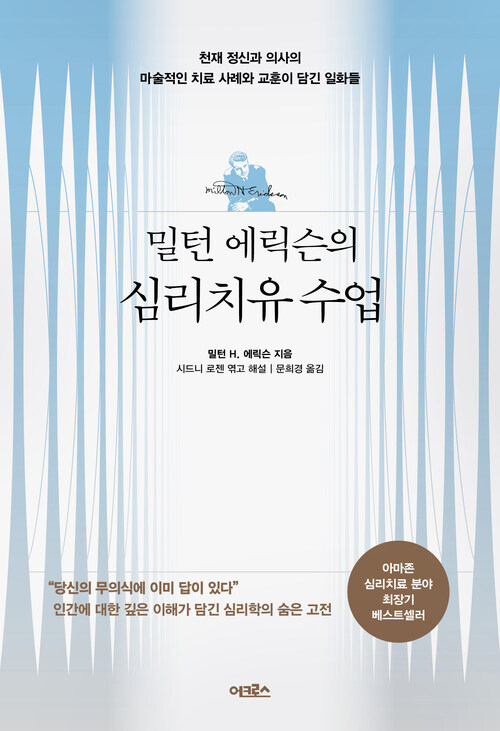 천재 정신과 의사의
마술적인 치료 사례와 교훈이 담긴 일화들
Milton H Erickson
밀턴 에릭슨의
심리치유 수업
밀턴 H. 에릭슨 지음
시드니 로젠 엮고 해설 | 문희경 옮김
“당신의 무의식에 이미 답이 있다”
인간에 대한 깊은 이해가 담긴 심리학의 숨은 고전
아마존
심리치료 분야
최장기
베스트셀러
어크로스